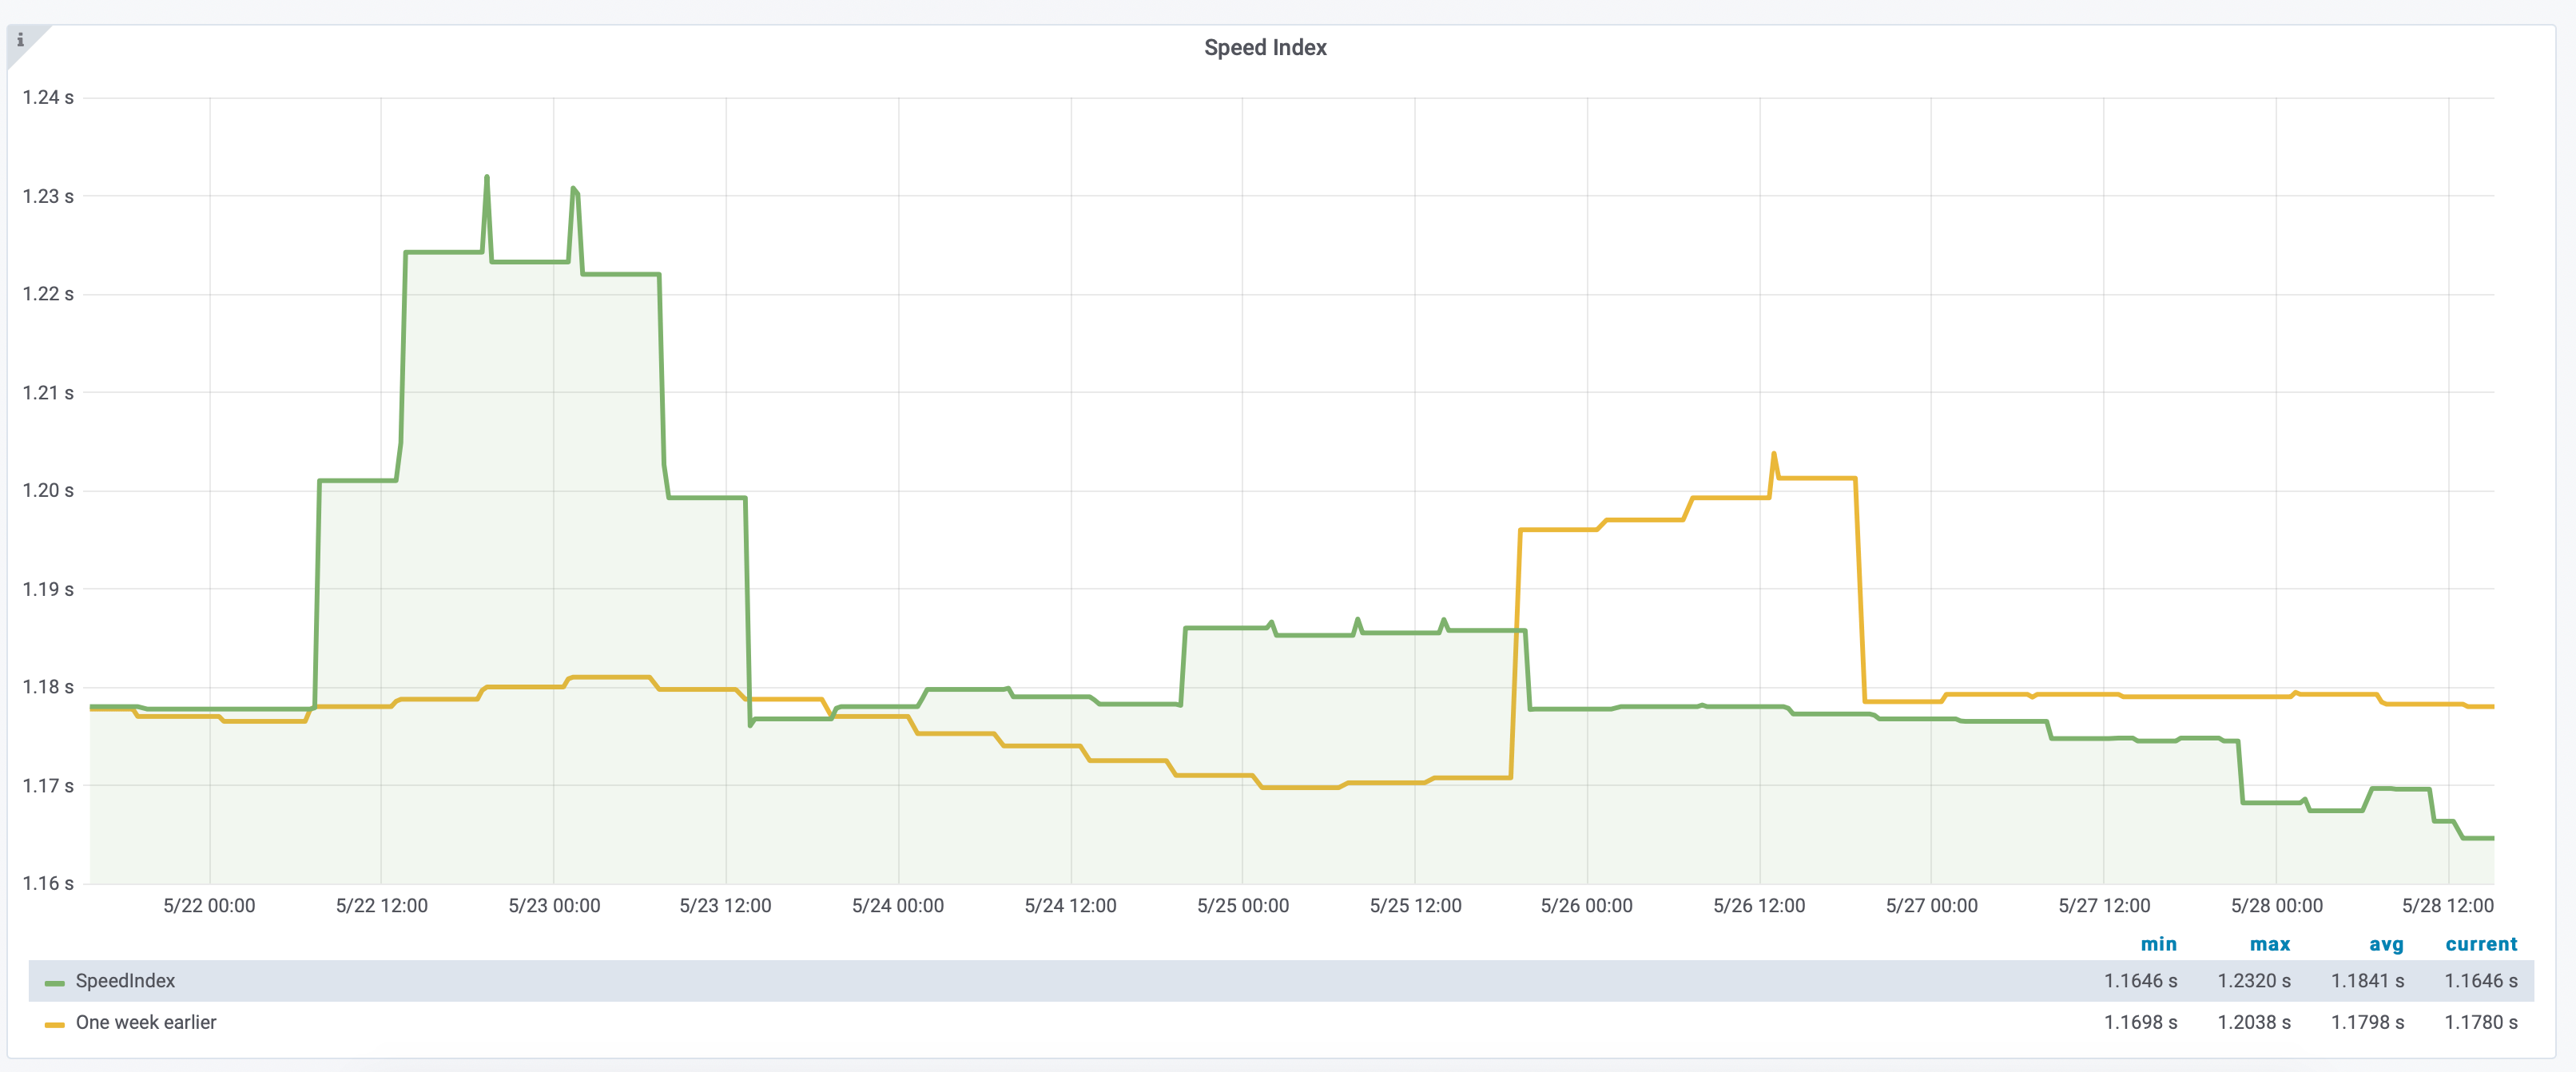 i
Speed Index
1.24 s
1.23 s
1.22 s
1.21 s
1.20 s
1.19 s
1.18 s
1.17 s
1.16 s
5/22 00:00 5/22 12:00 5/23 00:00 5/23 12:00 5/24 00:00 5/24 12:00 5/25 00:00 5/25 12:00 5/26 00:00 5/26 12:00 5/27 00:00 5/27 12:00 5/28 00:00 5/28 12:00
min max avg current
SpeedIndex 1.1646 s 1.2320 s 1.1841 s 1.1646 s
One week earlier 1.1698 s 1.2038 s 1.1798 s 1.1780 s